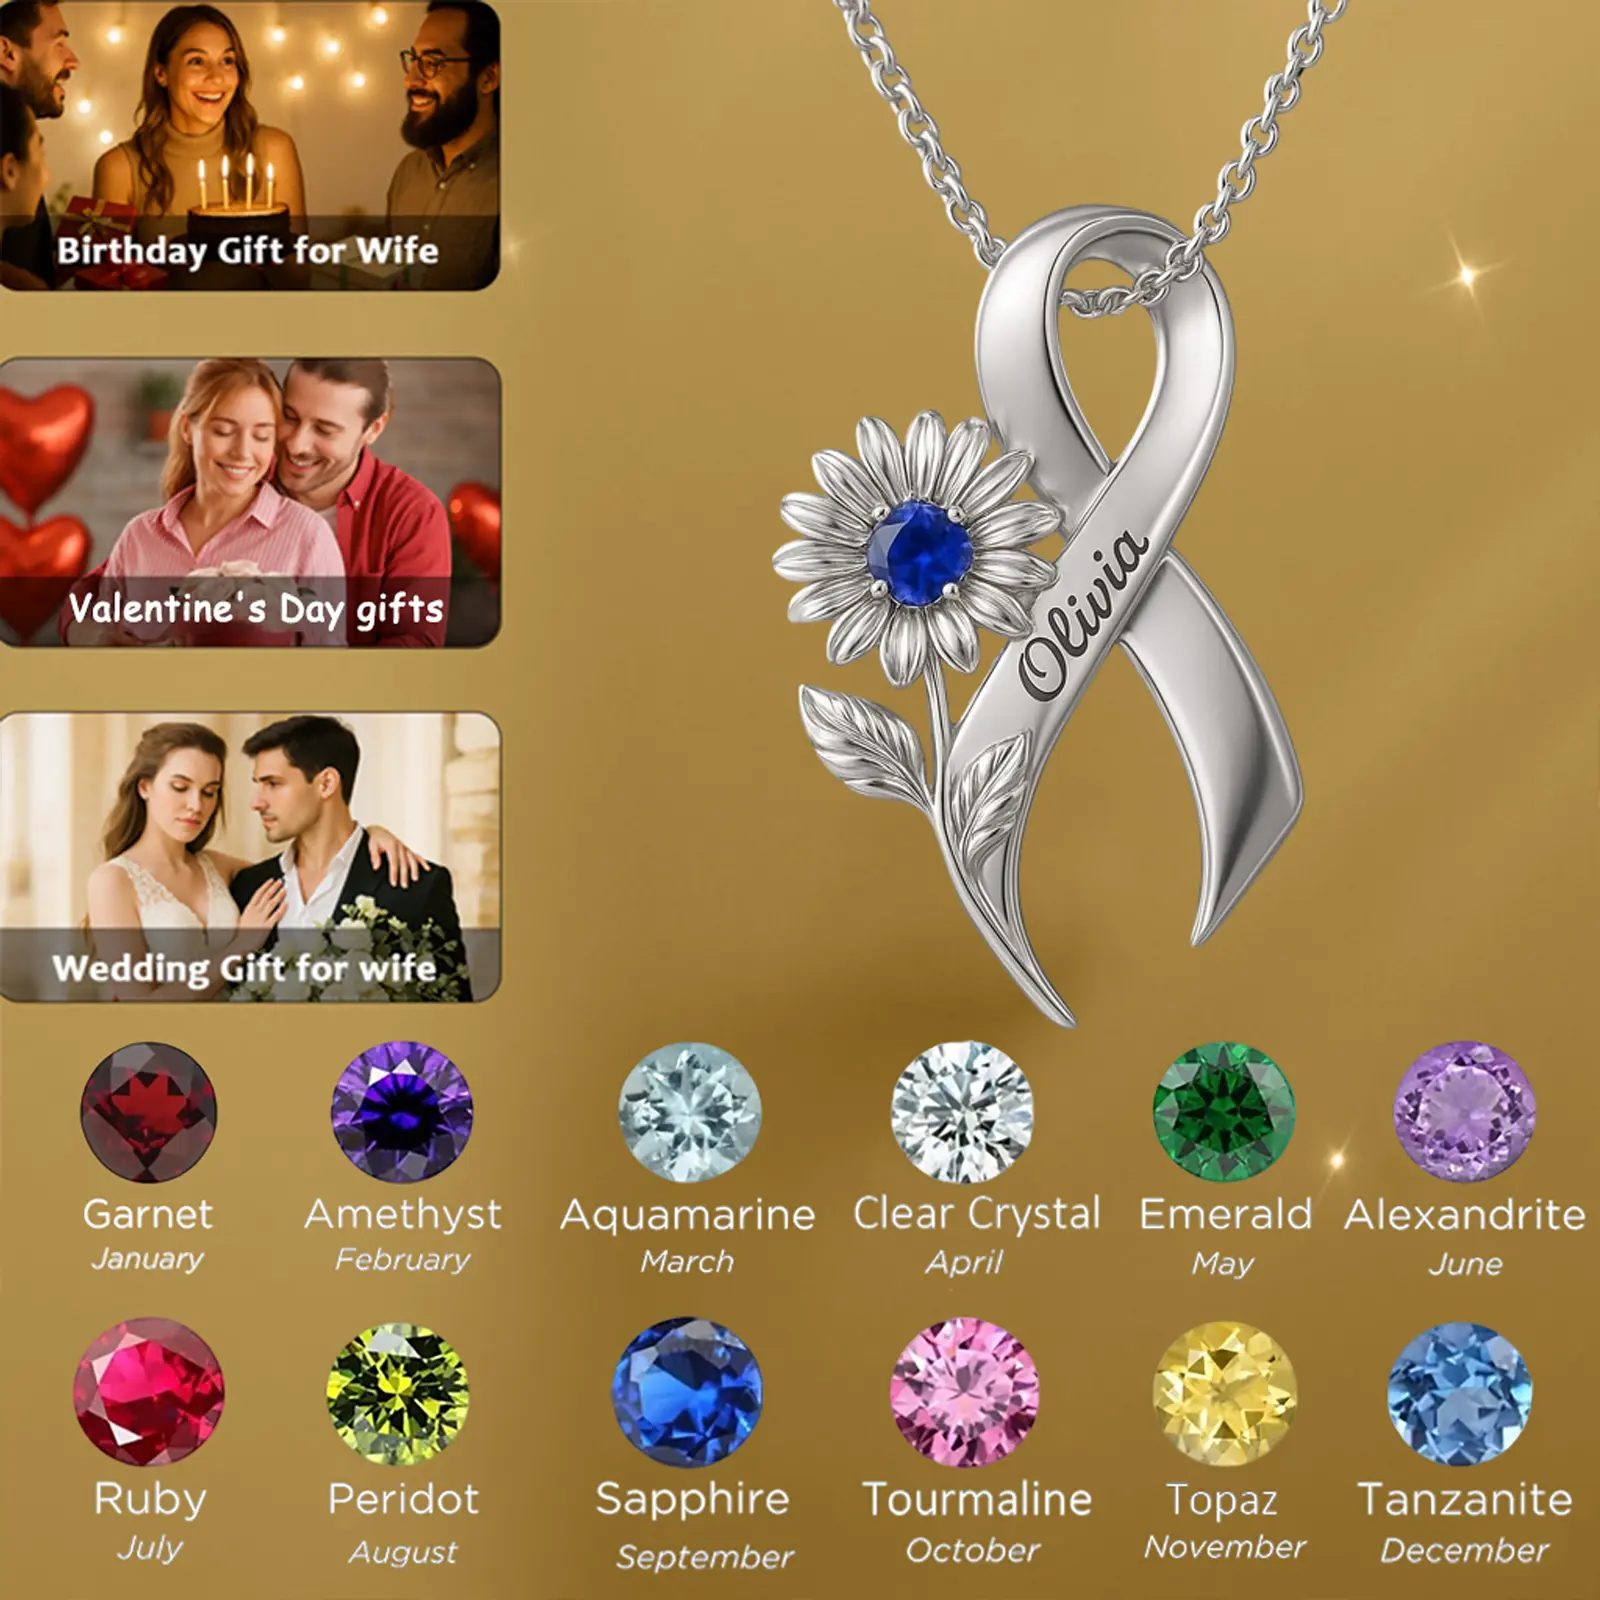 Birthday Gift for Wife
Valentine's Day gifts
Wedding Gift for wife
Olivia
Garnet
January
Amethyst
February
Aquamarine
March
Clear Crystal
April
Emerald
May
Alexandrite
June
Ruby
July
Peridot
August
Sapphire
September
Tourmaline
October
Topaz
November
Tanzanite
December